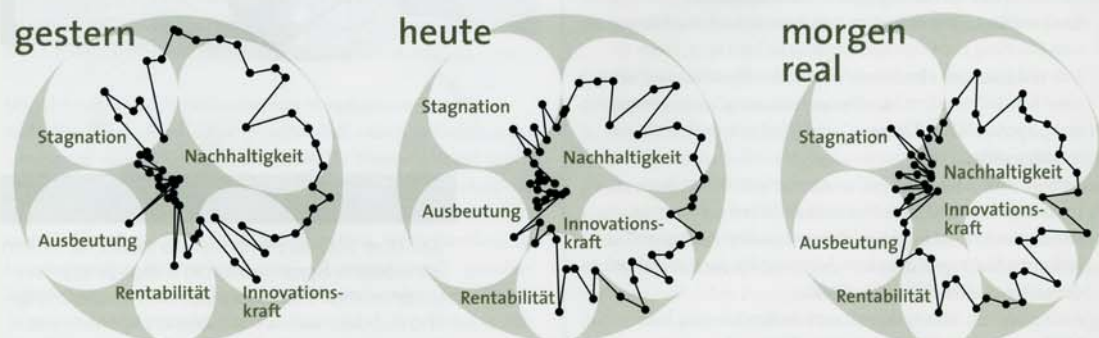 gestern
Stagnation
Nachhaltigkeit
Ausbeutung
Rentabilität
Innovations-
kraft
heute
Stagnation
Nachhaltigkeit
Ausbeutung
Innovations-
kraft
Rentabilität
morgen
real
Stagnation
Nachhaltigkeit
Innovations-
kraft
Ausbeutung
Rentabilität